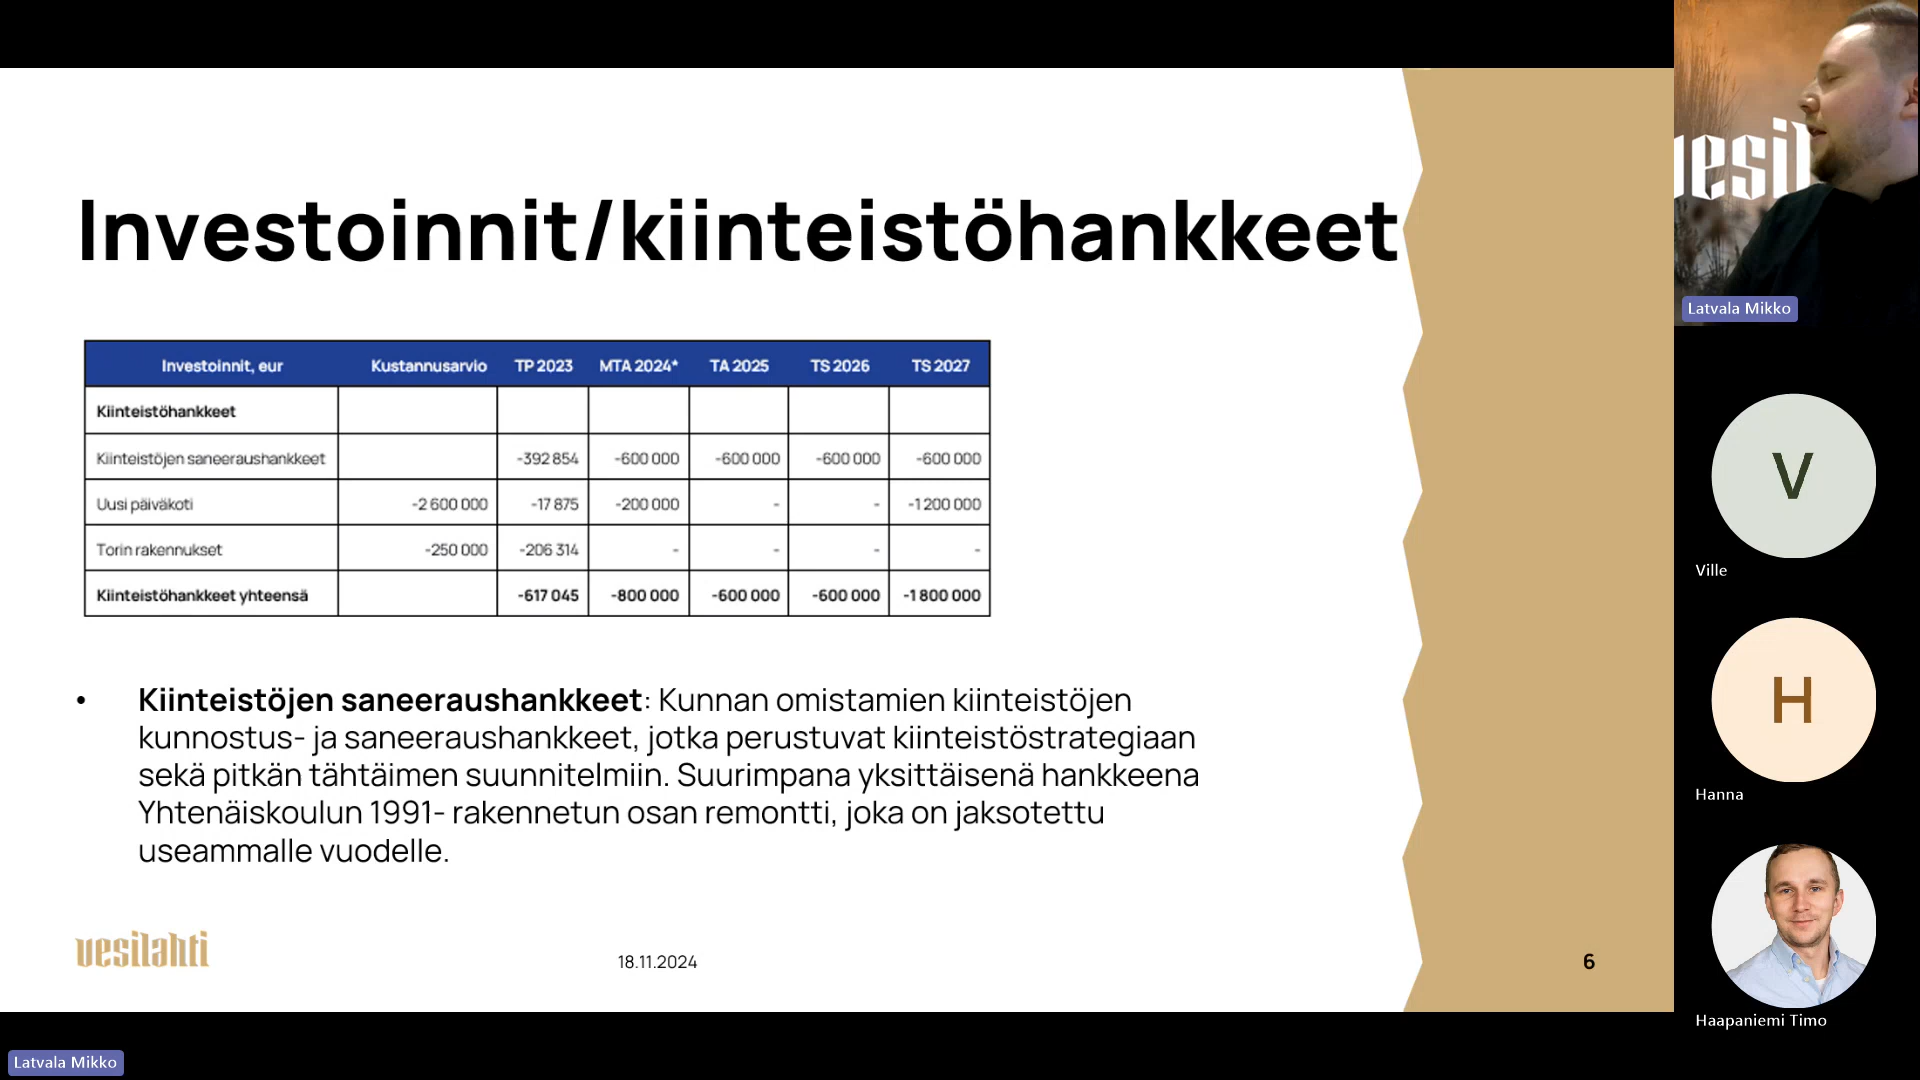 Investoinnit/kiinteistöhankkeet
Investoinnit, eur Kustannusarvio TP 2023 MTA 2024* TA 2025 TS 2026 TS 2027
Kiinteistöhankkeet
Kiinteistöjen saneeraushankkeet -392 854 -600 000 -600 000 -600 000 -600 000
Uusi päiväkoti -2 600 000 -17 875 -200 000 - - -1 200 000
Torin rakennukset -250 000 -206 314 - - - -
Kiinteistöhankkeet yhteensä -617 045 -800 000 -600 000 -600 000 -1 800 000
• Kiinteistöjen saneeraushankkeet: Kunnan omistamien kiinteistöjen
kunnostus- ja saneeraushankkeet, jotka perustuvat kiinteistöstrategiaan
sekä pitkän tähtäimen suunnitelmiin. Suurimpana yksittäisenä hankkeena
Yhtenäiskoulun 1991- rakennetun osan remontti, joka on jaksotettu
useammalle vuodelle.
vesilahti
18.11.2024
6
Latvala Mikko
vesil
Latvala Mikko
V
Ville
H
Hanna
Haapaniemi Timo